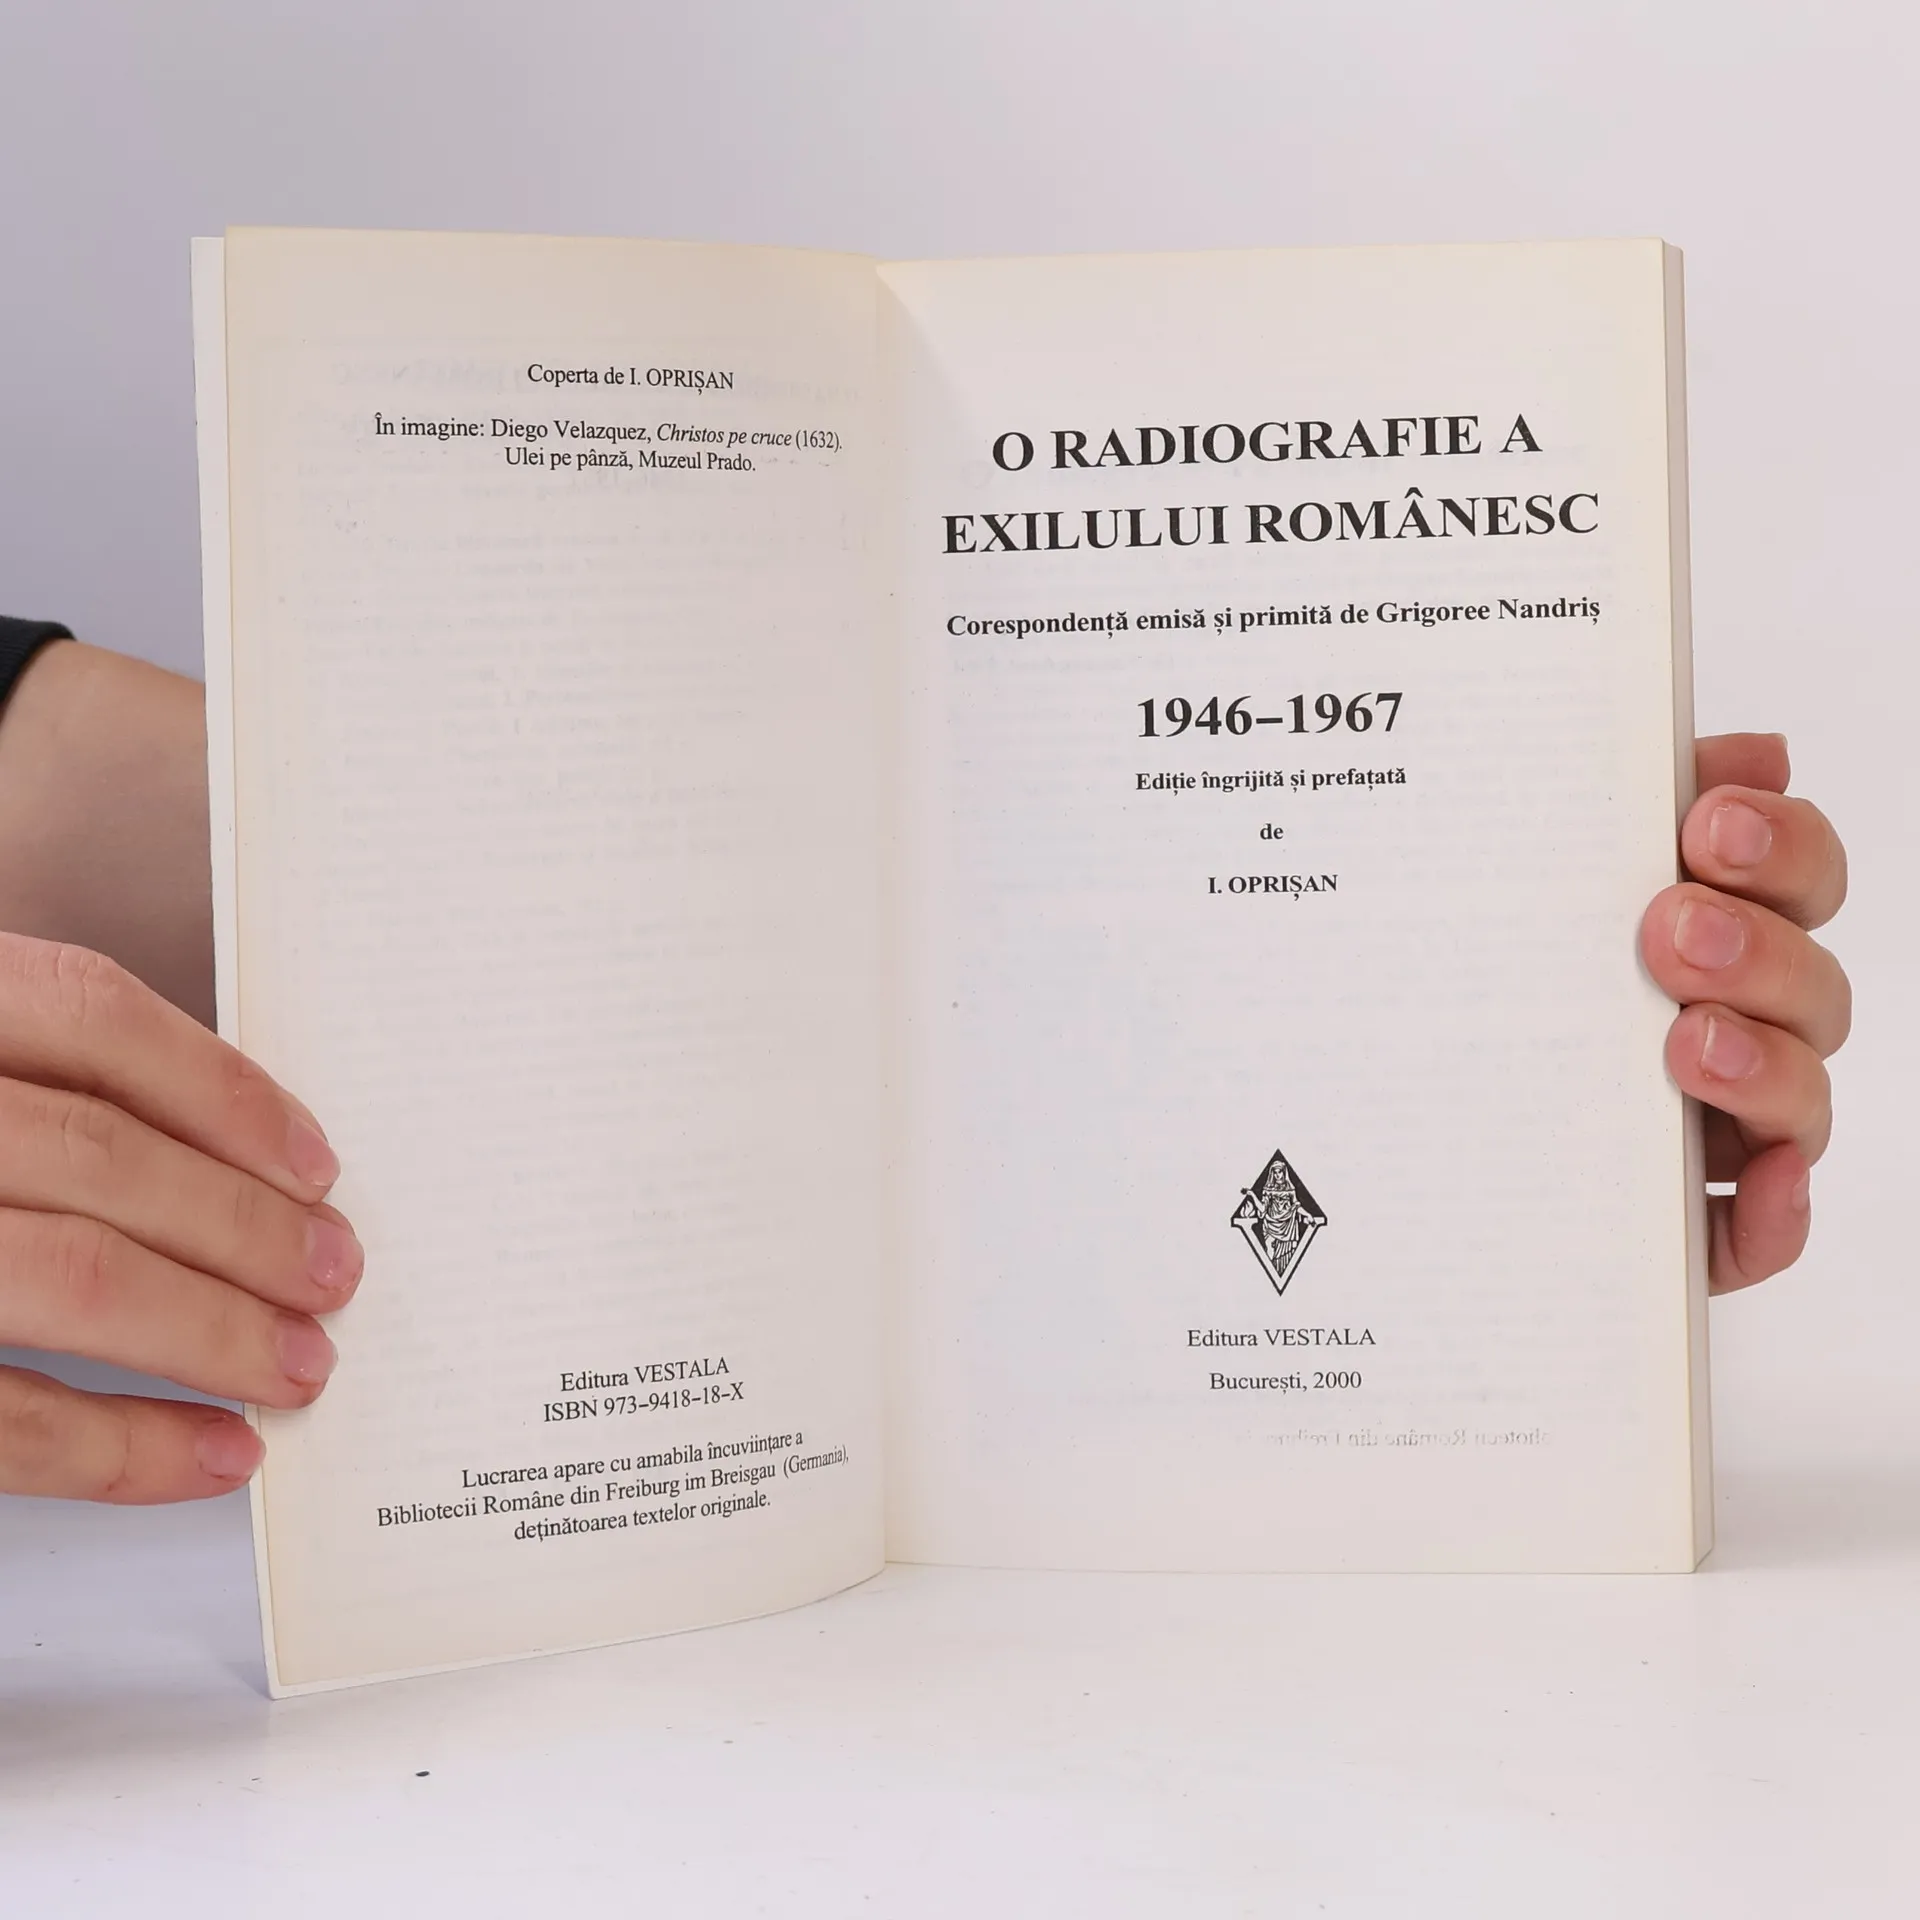 Coperta de I. OPRIȘAN
În imagine: Diego Velazquez, Christos pe cruce (1632).
Ulei pe pânză, Muzeul Prado.
Editura VESTALA
ISBN 973–9418–18–X
Lucrarea apare cu amabila încuviințare a
Bibliotecii Române din Freiburg im Breisgau (Germania),
deținătoarea textelor originale.
O RADIOGRAFIE A
EXILULUI ROMÂNESC
Corespondență emisă și primită de Grigoree Nandriș
1946–1967
Ediție îngrijită și prefațată
de
I. OPRIȘAN
Editura VESTALA
București, 2000